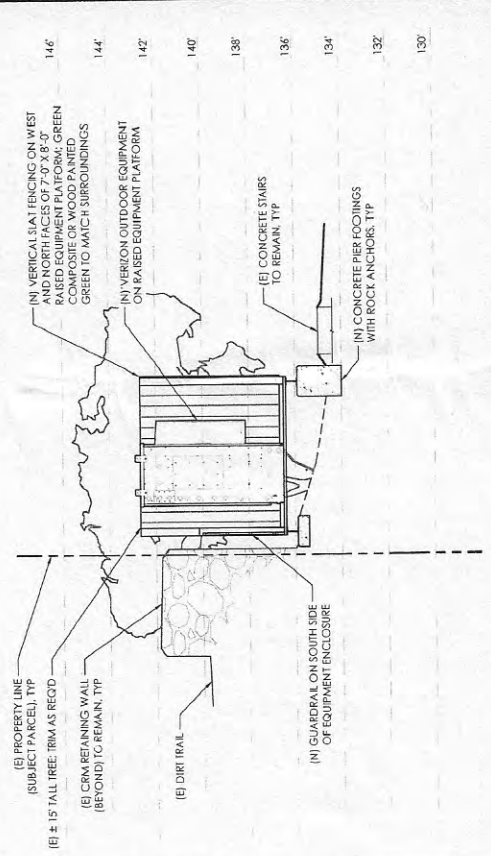 146'
144'
142'
140'
138'
136'
134'
132'
130'
(N) VERTICAL SLAT FENCING ON WEST
AND NORTH FACES OF 7'-0" X 8'-0"
RAISED EQUIPMENT PLATFORM; GREEN
COMPOSITE OR WOOD PAINTED
GREEN TO MATCH SURROUNDINGS
(N) VERIZON OUTDOOR EQUIPMENT
ON RAISED EQUIPMENT PLATFORM
(E) CONCRETE STAIRS
TO REMAIN, TYP
(N) CONCRETE PIER FOOTINGS
WITH ROCK ANCHORS, TYP
(E) PROPERTY LINE
(SUBJECT PARCEL), TYP
(E) ± 15' TALL TREE; TRIM AS REQ'D
(E) CRM RETAINING WALL
(BEYOND) TO REMAIN, TYP
(E) DIRT TRAIL
(N) GUARDRAIL ON SOUTH SIDE
OF EQUIPMENT ENCLOSURE